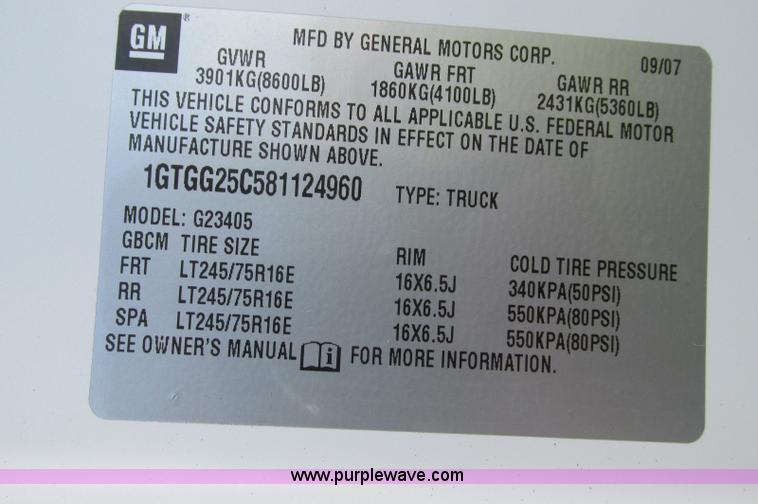 GM ®
MFD BY GENERAL MOTORS CORP. 09/07
GVWR GAWR FRT GAWR RR
3901KG(8600LB) 1860KG(4100LB) 2431KG(5360LB)
THIS VEHICLE CONFORMS TO ALL APPLICABLE U.S. FEDERAL MOTOR
VEHICLE SAFETY STANDARDS IN EFFECT ON THE DATE OF
MANUFACTURE SHOWN ABOVE.
1GTGG25C581124960 TYPE: TRUCK
MODEL: G23405
GBCM TIRE SIZE RIM COLD TIRE PRESSURE
FRT LT245/75R16E 16X6.5J 340KPA(50PSI)
RR LT245/75R16E 16X6.5J 550KPA(80PSI)
SPA LT245/75R16E 16X6.5J 550KPA(80PSI)
SEE OWNER'S MANUAL i FOR MORE INFORMATION.
www.purplewave.com